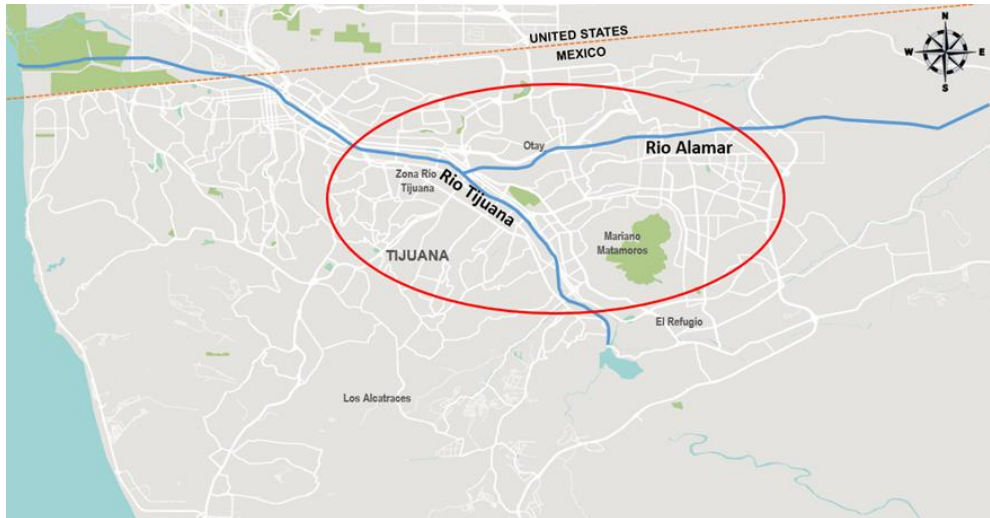 UNITED STATES
MEXICO
N
W
E
S
Otay
Rio Alamar
Zona Rio
Tijuana
Rio Tijuana
Mariano
Matamoros
TIJUANA
El Refugio
Los Alcatraces